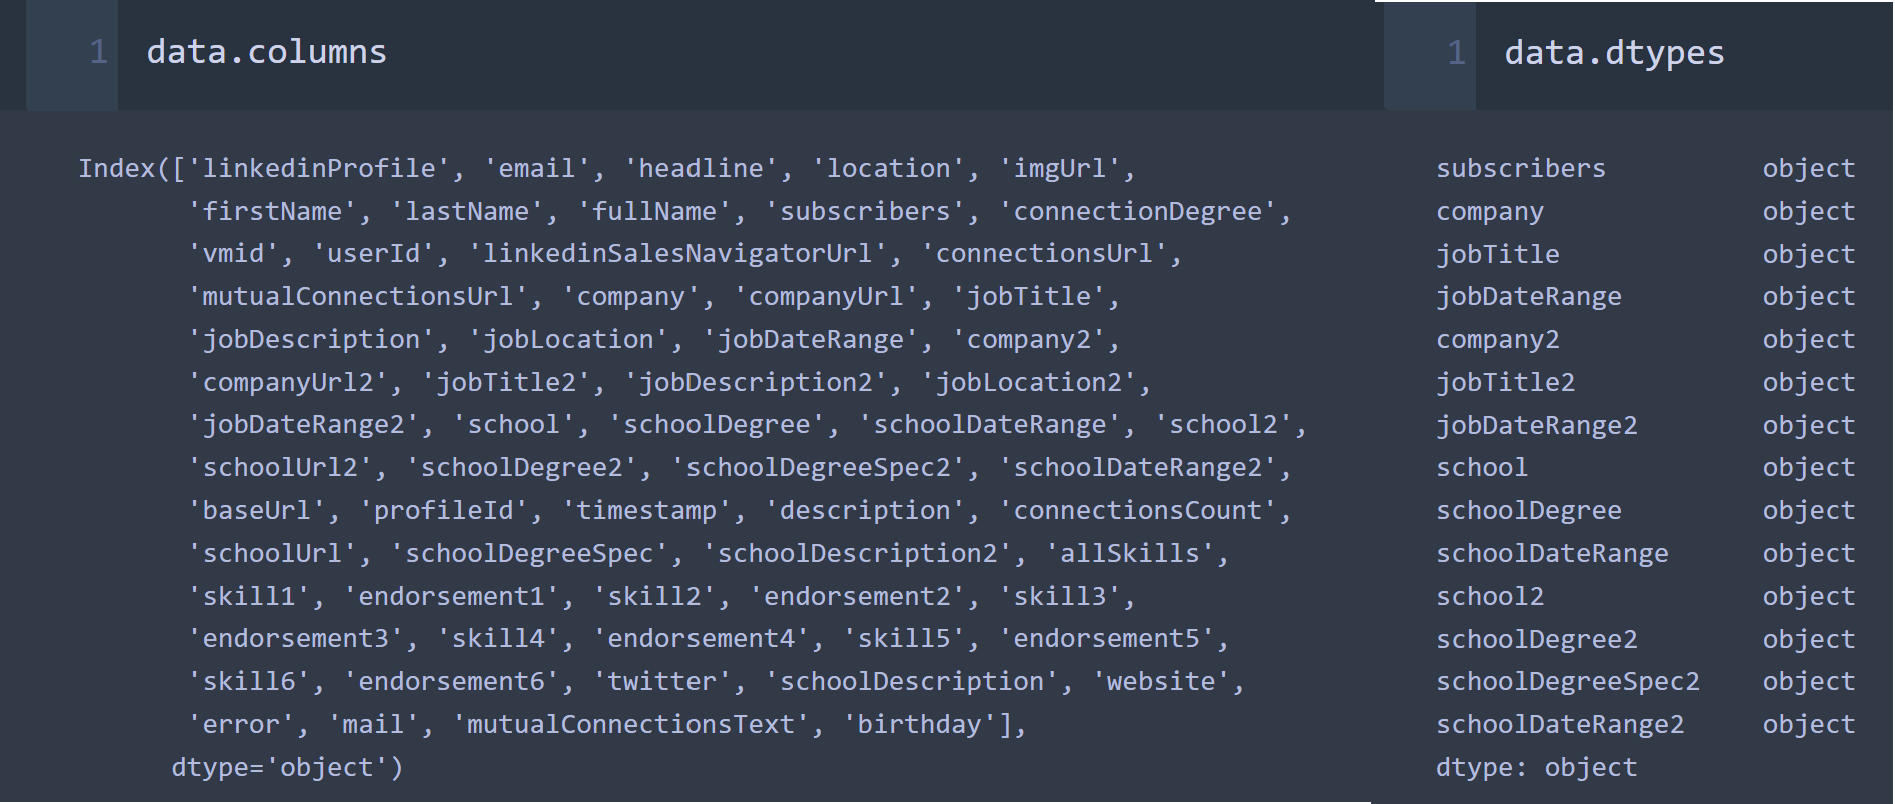 1 data.columns
Index(['linkedinProfile', 'email', 'headline', 'location', 'imgUrl',
'firstName', 'lastName', 'fullName', 'subscribers', 'connectionDegree',
'vmid', 'userId', 'linkedinSalesNavigatorUrl', 'connectionsUrl',
'mutualConnectionsUrl', 'company', 'companyUrl', 'jobTitle',
'jobDescription', 'jobLocation', 'jobDateRange', 'company2',
'companyUrl2', 'jobTitle2', 'jobDescription2', 'jobLocation2',
'jobDateRange2', 'school', 'schoolDegree', 'schoolDateRange', 'school2',
'schoolUrl2', 'schoolDegree2', 'schoolDegreeSpec2', 'schoolDateRange2',
'baseUrl', 'profileId', 'timestamp', 'description', 'connectionsCount',
'schoolUrl', 'schoolDegreeSpec', 'schoolDescription2', 'allSkills',
'skill1', 'endorsement1', 'skill2', 'endorsement2', 'skill3',
'endorsement3', 'skill4', 'endorsement4', 'skill5', 'endorsement5',
'skill6', 'endorsement6', 'twitter', 'schoolDescription', 'website',
'error', 'mail', 'mutualConnectionsText', 'birthday'],
dtype='object')
1 data.dtypes
subscribers object
company object
jobTitle object
jobDateRange object
company2 object
jobTitle2 object
jobDateRange2 object
school object
schoolDegree object
schoolDateRange object
school2 object
schoolDegree2 object
schoolDegreeSpec2 object
schoolDateRange2 object
dtype: object